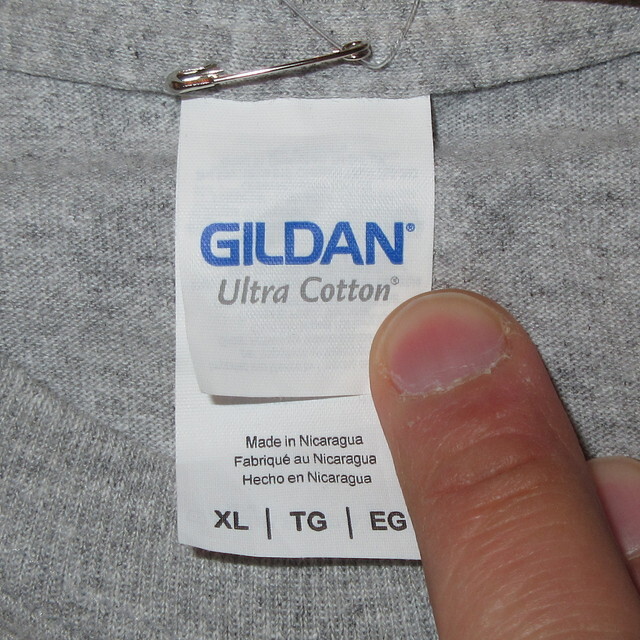 GILDAN®
Ultra Cotton®
Made in Nicaragua
Fabriqué au Nicaragua
Hecho en Nicaragua
XL | TG | EG